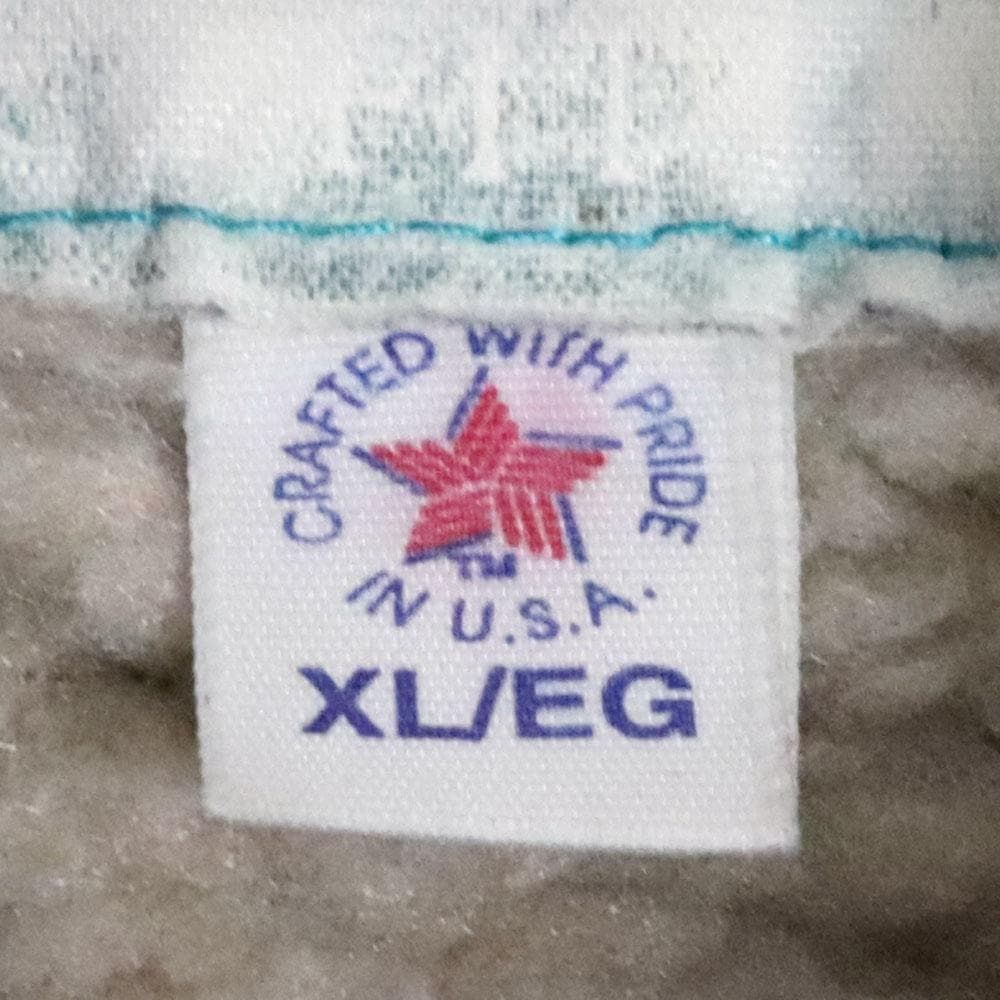 CRAFTED WITH PRIDE
TM
IN U.S.A.
XL/EG